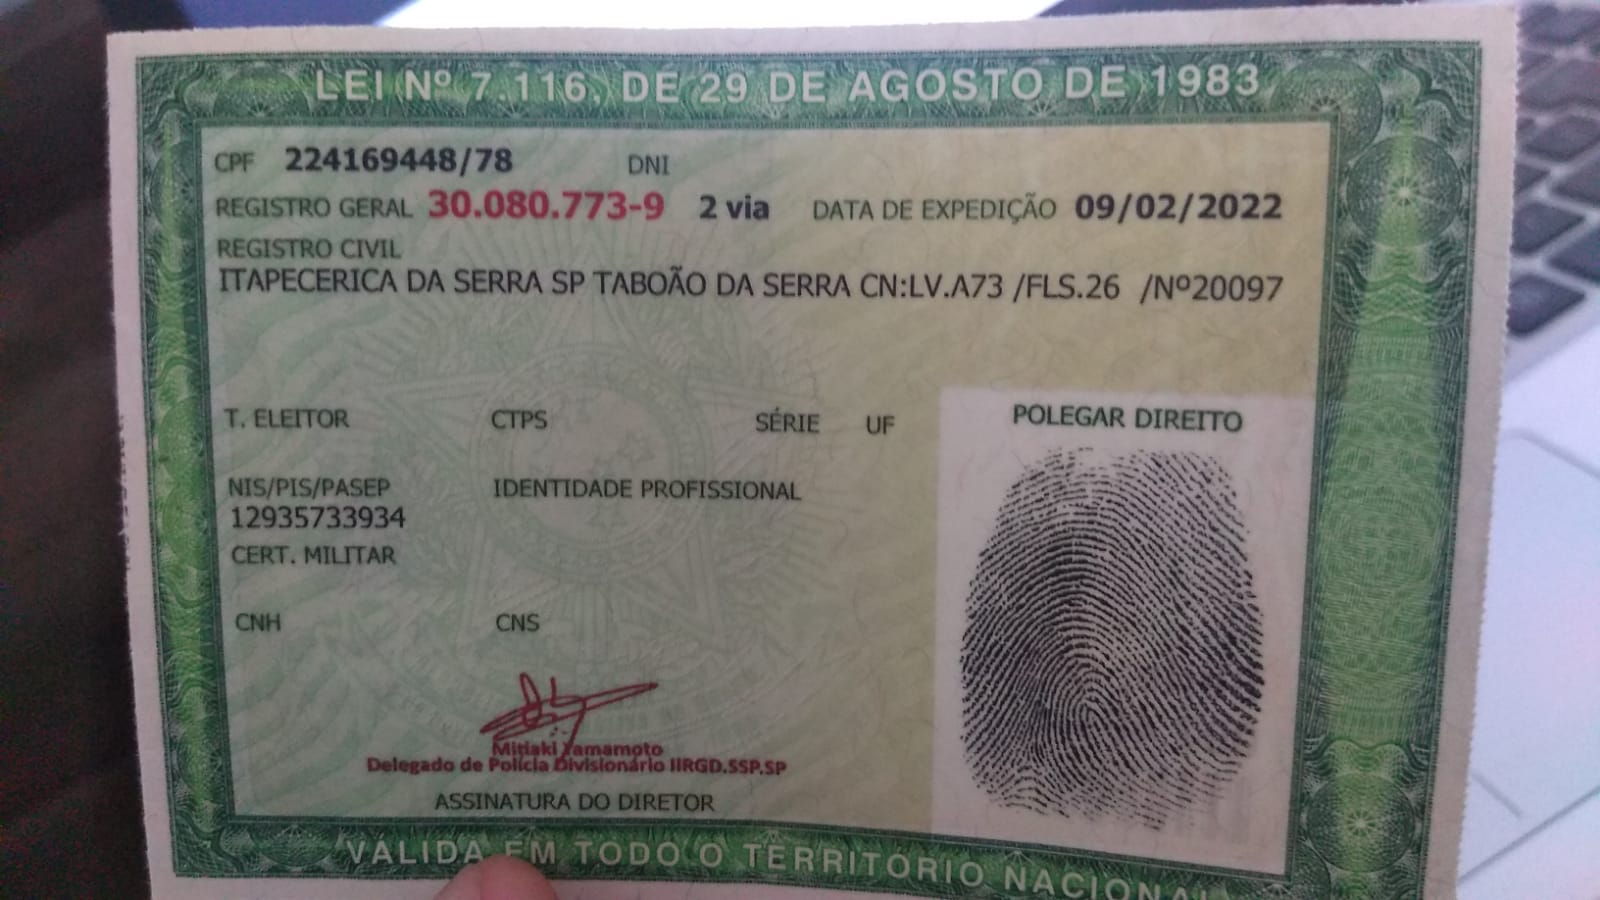 LEI Nº 7.116, DE 29 DE AGOSTO DE 1983
CPF 224169448/78 DNI
REGISTRO GERAL 30.080.773-9 2 via DATA DE EXPEDIÇÃO 09/02/2022
REGISTRO CIVIL
ITAPECERICA DA SERRA SP TABOÃO DA SERRA CN:LV.A73 /FLS.26 /Nº20097
T. ELEITOR CTPS SÉRIE UF
POLEGAR DIREITO
NIS/PIS/PASEP IDENTIDADE PROFISSIONAL
12935733934
CERT. MILITAR
CNH CNS
Mitiaki Yamamoto
Delegado de Polícia Divisionário IIRGD.SSP.SP
ASSINATURA DO DIRETOR
VÁLIDA EM TODO O TERRITÓRIO NACIONAL